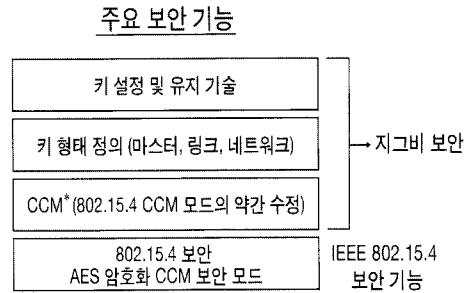 주요 보안 기능
키 설정 및 유지 기술
키 형태 정의 (마스터, 링크, 네트워크)
지그비 보안
CCM* (802.15.4 CCM 모드의 약간 수정)
802.15.4 보안
AES 암호화 CCM 보안 모드
IEEE 802.15.4
보안 기능